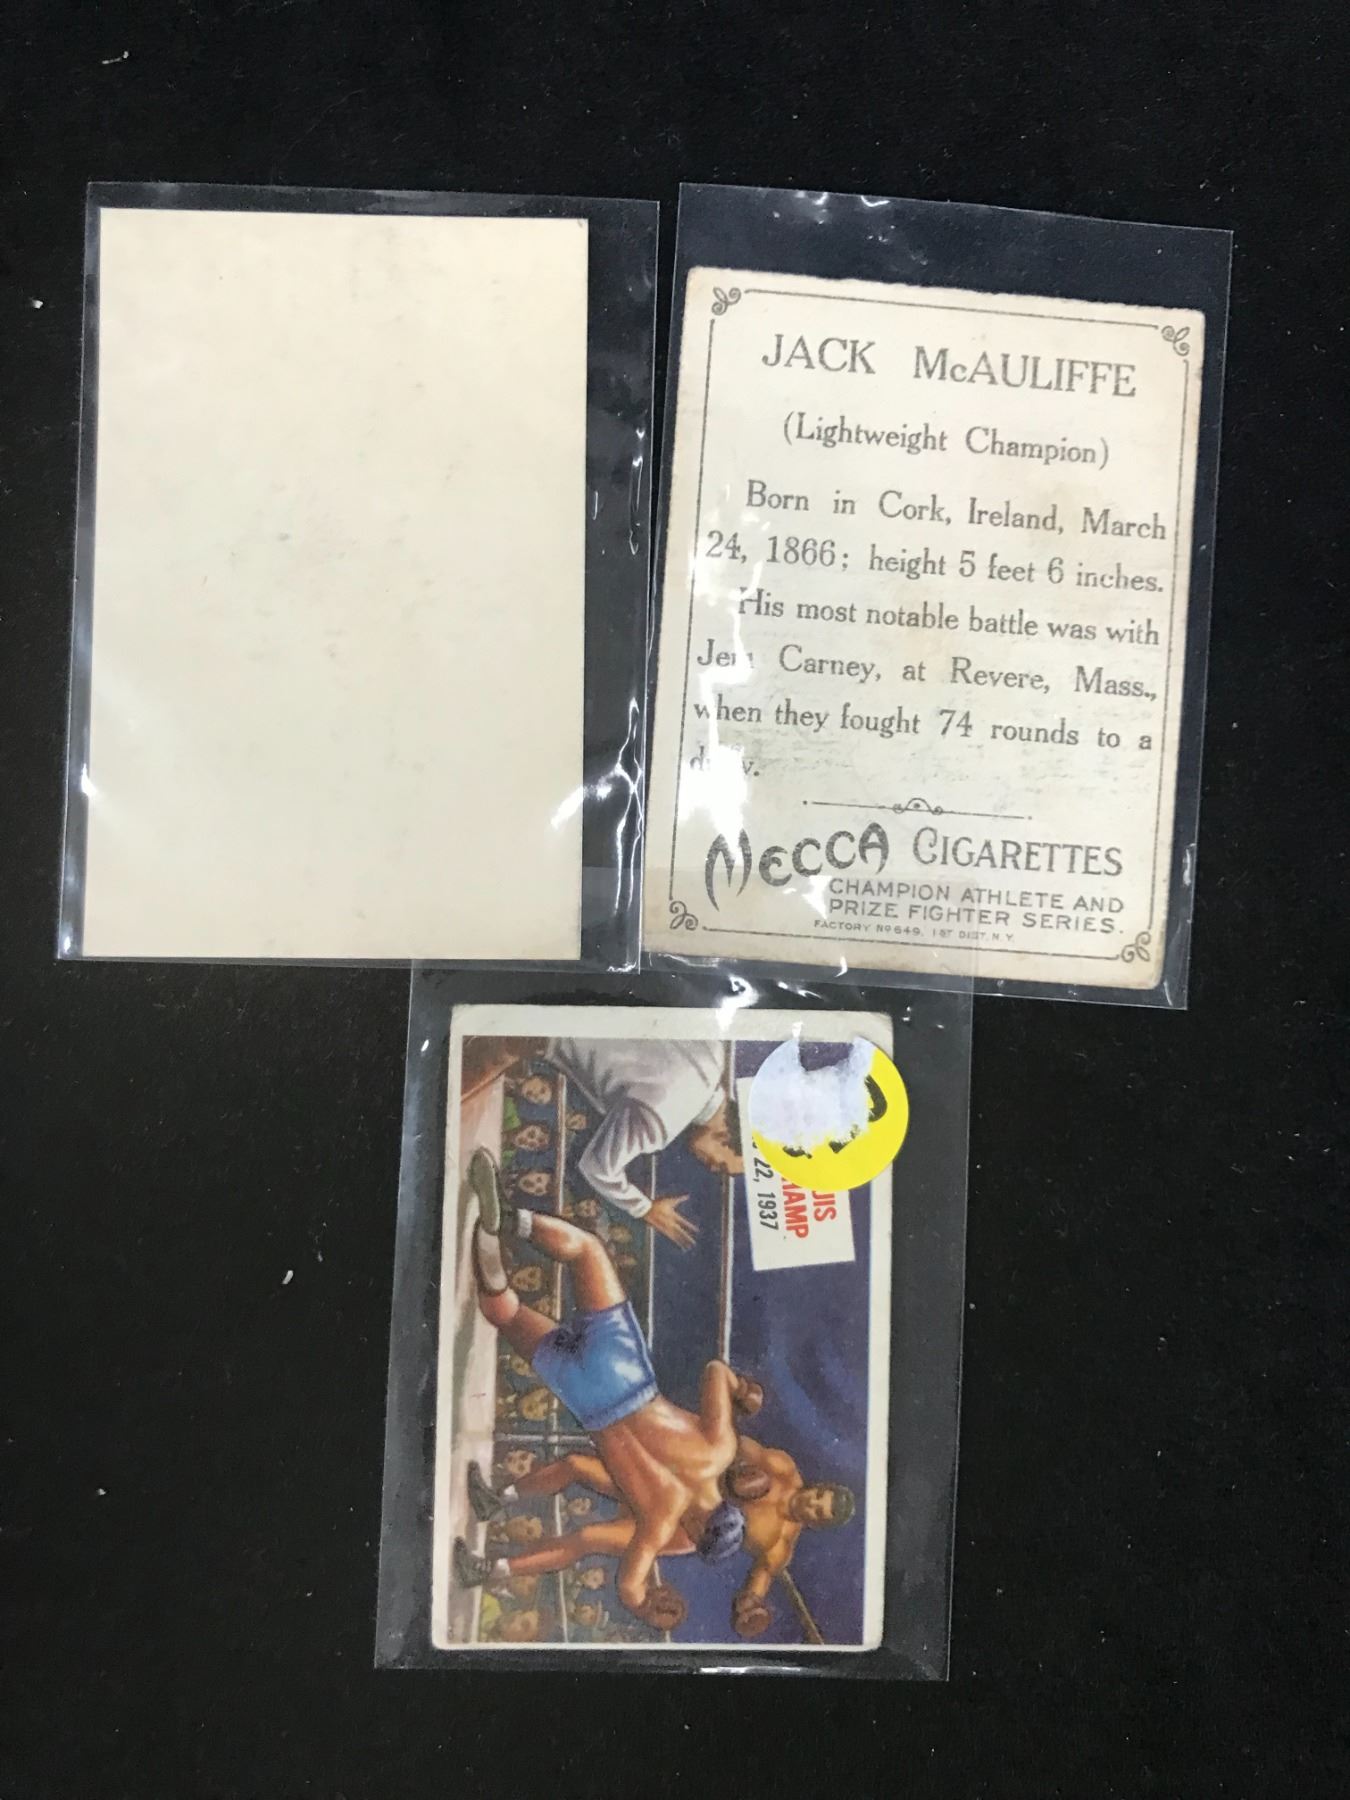 JACK McAULIFFE
(Lightweight Champion)
Born in Cork, Ireland, March
24, 1866; height 5 feet 6 inches.
His most notable battle was with
Carney, at Revere, Mass.,
when they fought 74 rounds to a
MECCA CIGARETTES
CHAMPION ATHLETE AND
PRIZE FIGHTER SERIES.
FACTORY Nº 649, 1ST DIST. N.Y.
22, 1937